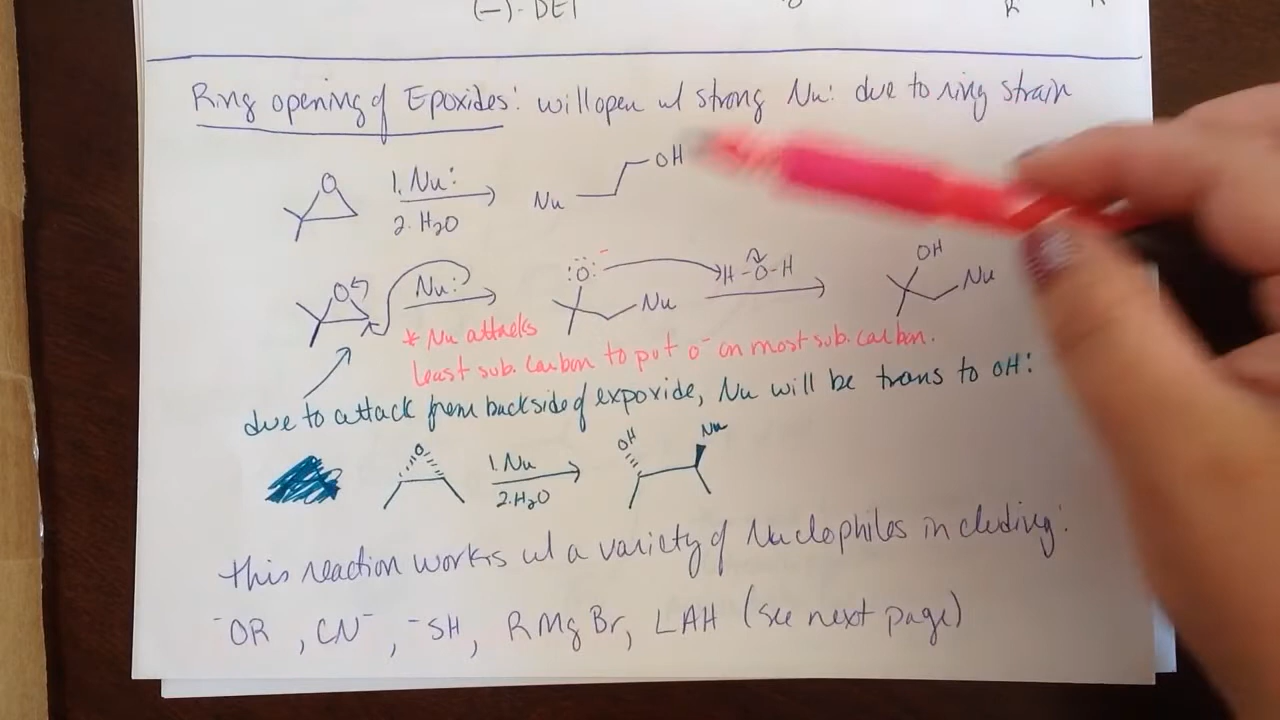 (-)-DET
R
Ring opening of Epoxides: will open w/ strong Nu: due to ring strain
O 1. Nu: Nu OH
2. H2O
O Nu: :O:- Nu H-O-H OH Nu
* Nu attacks
least sub. carbon to put O- on most sub. carbon.
due to attack from backside of expoxide, Nu will be trans to OH:
O 1. Nu OH Nu
2. H2O
this reaction works w/ a variety of Nucleophiles including:
-OR, CN-, -SH, RMgBr, LAH (see next page)